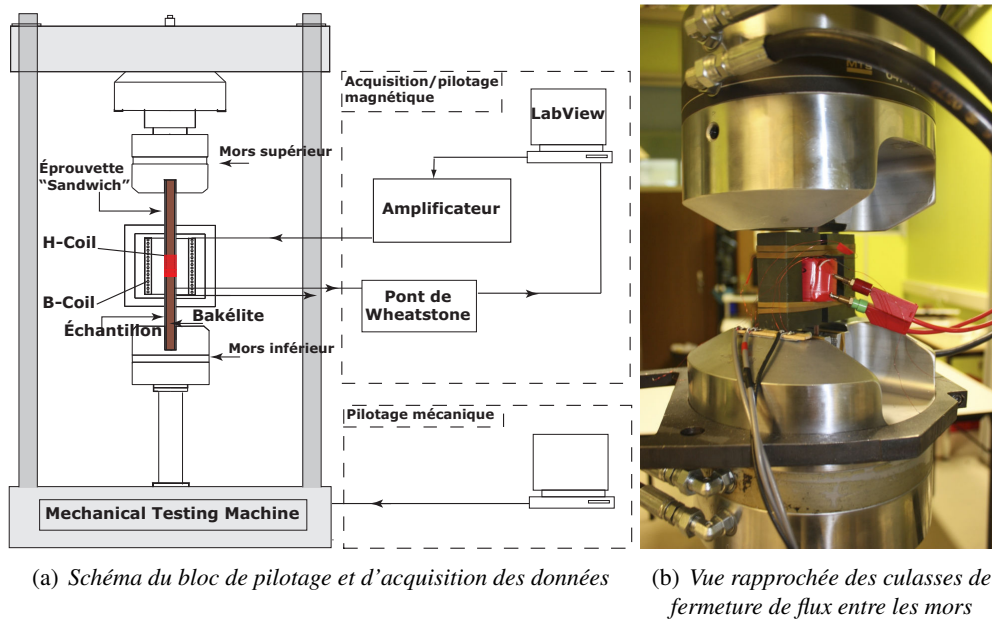 Acquisition/pilotage
magnétique
LabView
Mors supérieur
Éprouvette
"Sandwich"
Amplificateur
H-Coil
B-Coil
Pont de
Wheatstone
Échantillon
Bakélite
Mors inférieur
Pilotage mécanique
Mechanical Testing Machine
MTS
(a) Schéma du bloc de pilotage et d'acquisition des données
(b) Vue rapprochée des culasses de
fermeture de flux entre les mors